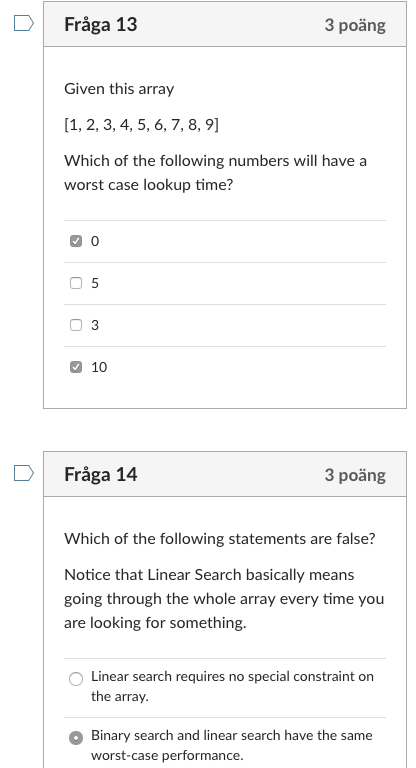 Fråga 13
3 poäng
Given this array
[1, 2, 3, 4, 5, 6, 7, 8, 9]
Which of the following numbers will have a
worst case lookup time?
0
5
3
10
Fråga 14
3 poäng
Which of the following statements are false?
Notice that Linear Search basically means
going through the whole array every time you
are looking for something.
Linear search requires no special constraint on
the array.
Binary search and linear search have the same
worst-case performance.